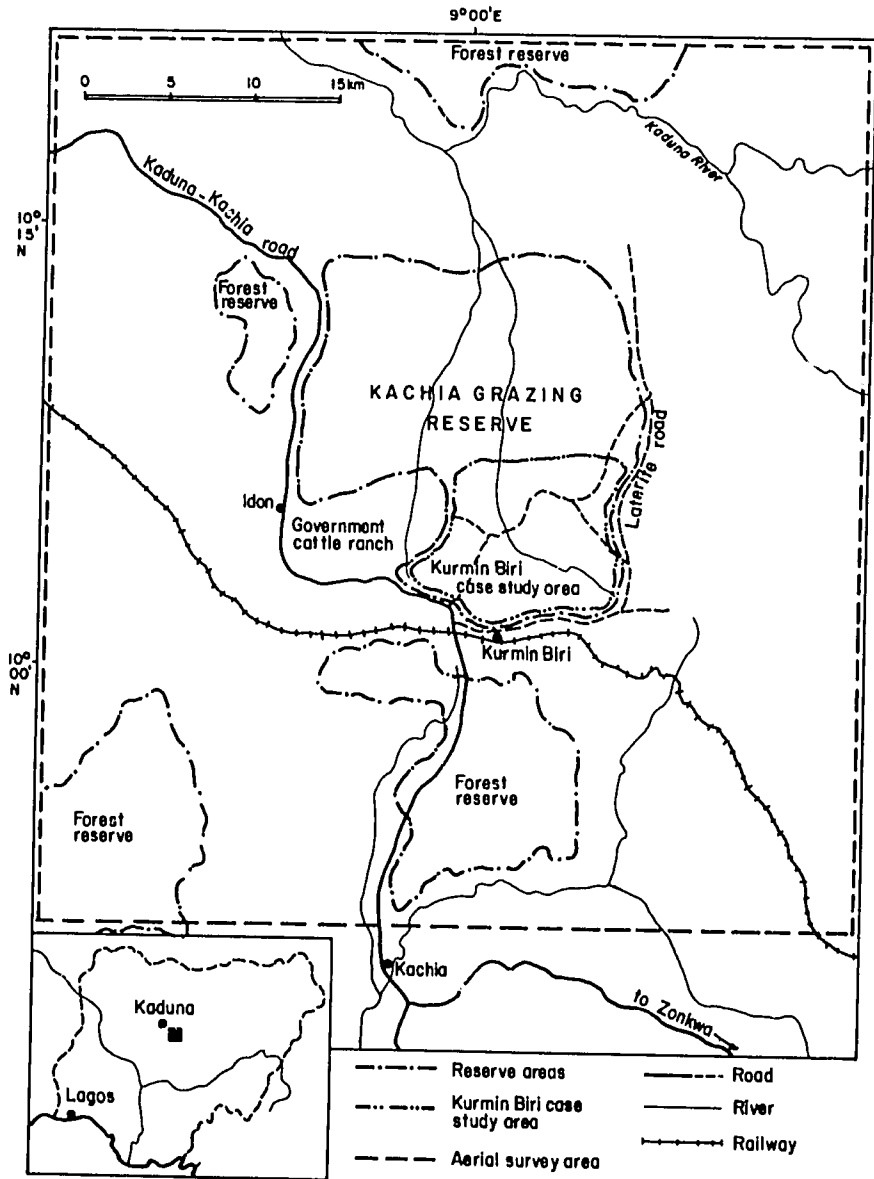 9°00'E
Forest reserve
0 5 10 15km
Kaduna River
Kaduna-Kachia road
10°
15'
N
Forest
reserve
KACHIA GRAZING
RESERVE
Laterite road
Idon
Government
cattle ranch
Kurmin Biri
case study area
Kurmin Biri
10°
00'
N
Forest
reserve
Forest
reserve
Kachia
to Zonkwa
Kaduna
Lagos
Reserve areas
Kurmin Biri case
study area
Aerial survey area
Road
River
Railway